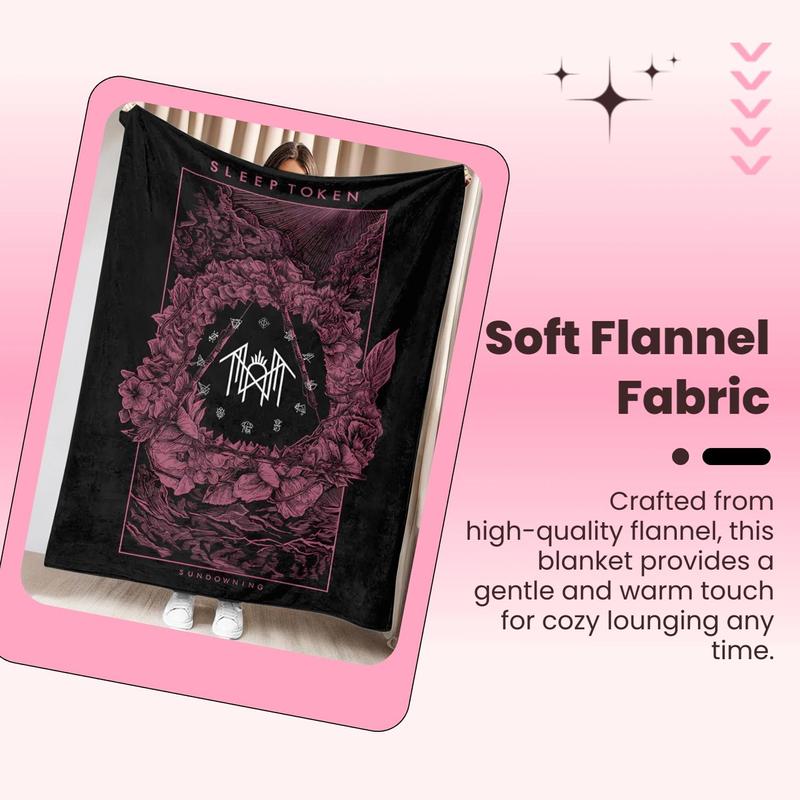 SLEEP TOKEN
SUNDOWNING
Soft Flannel
Fabric
Crafted from
high-quality flannel, this
blanket provides a
gentle and warm touch
for cozy lounging any
time.